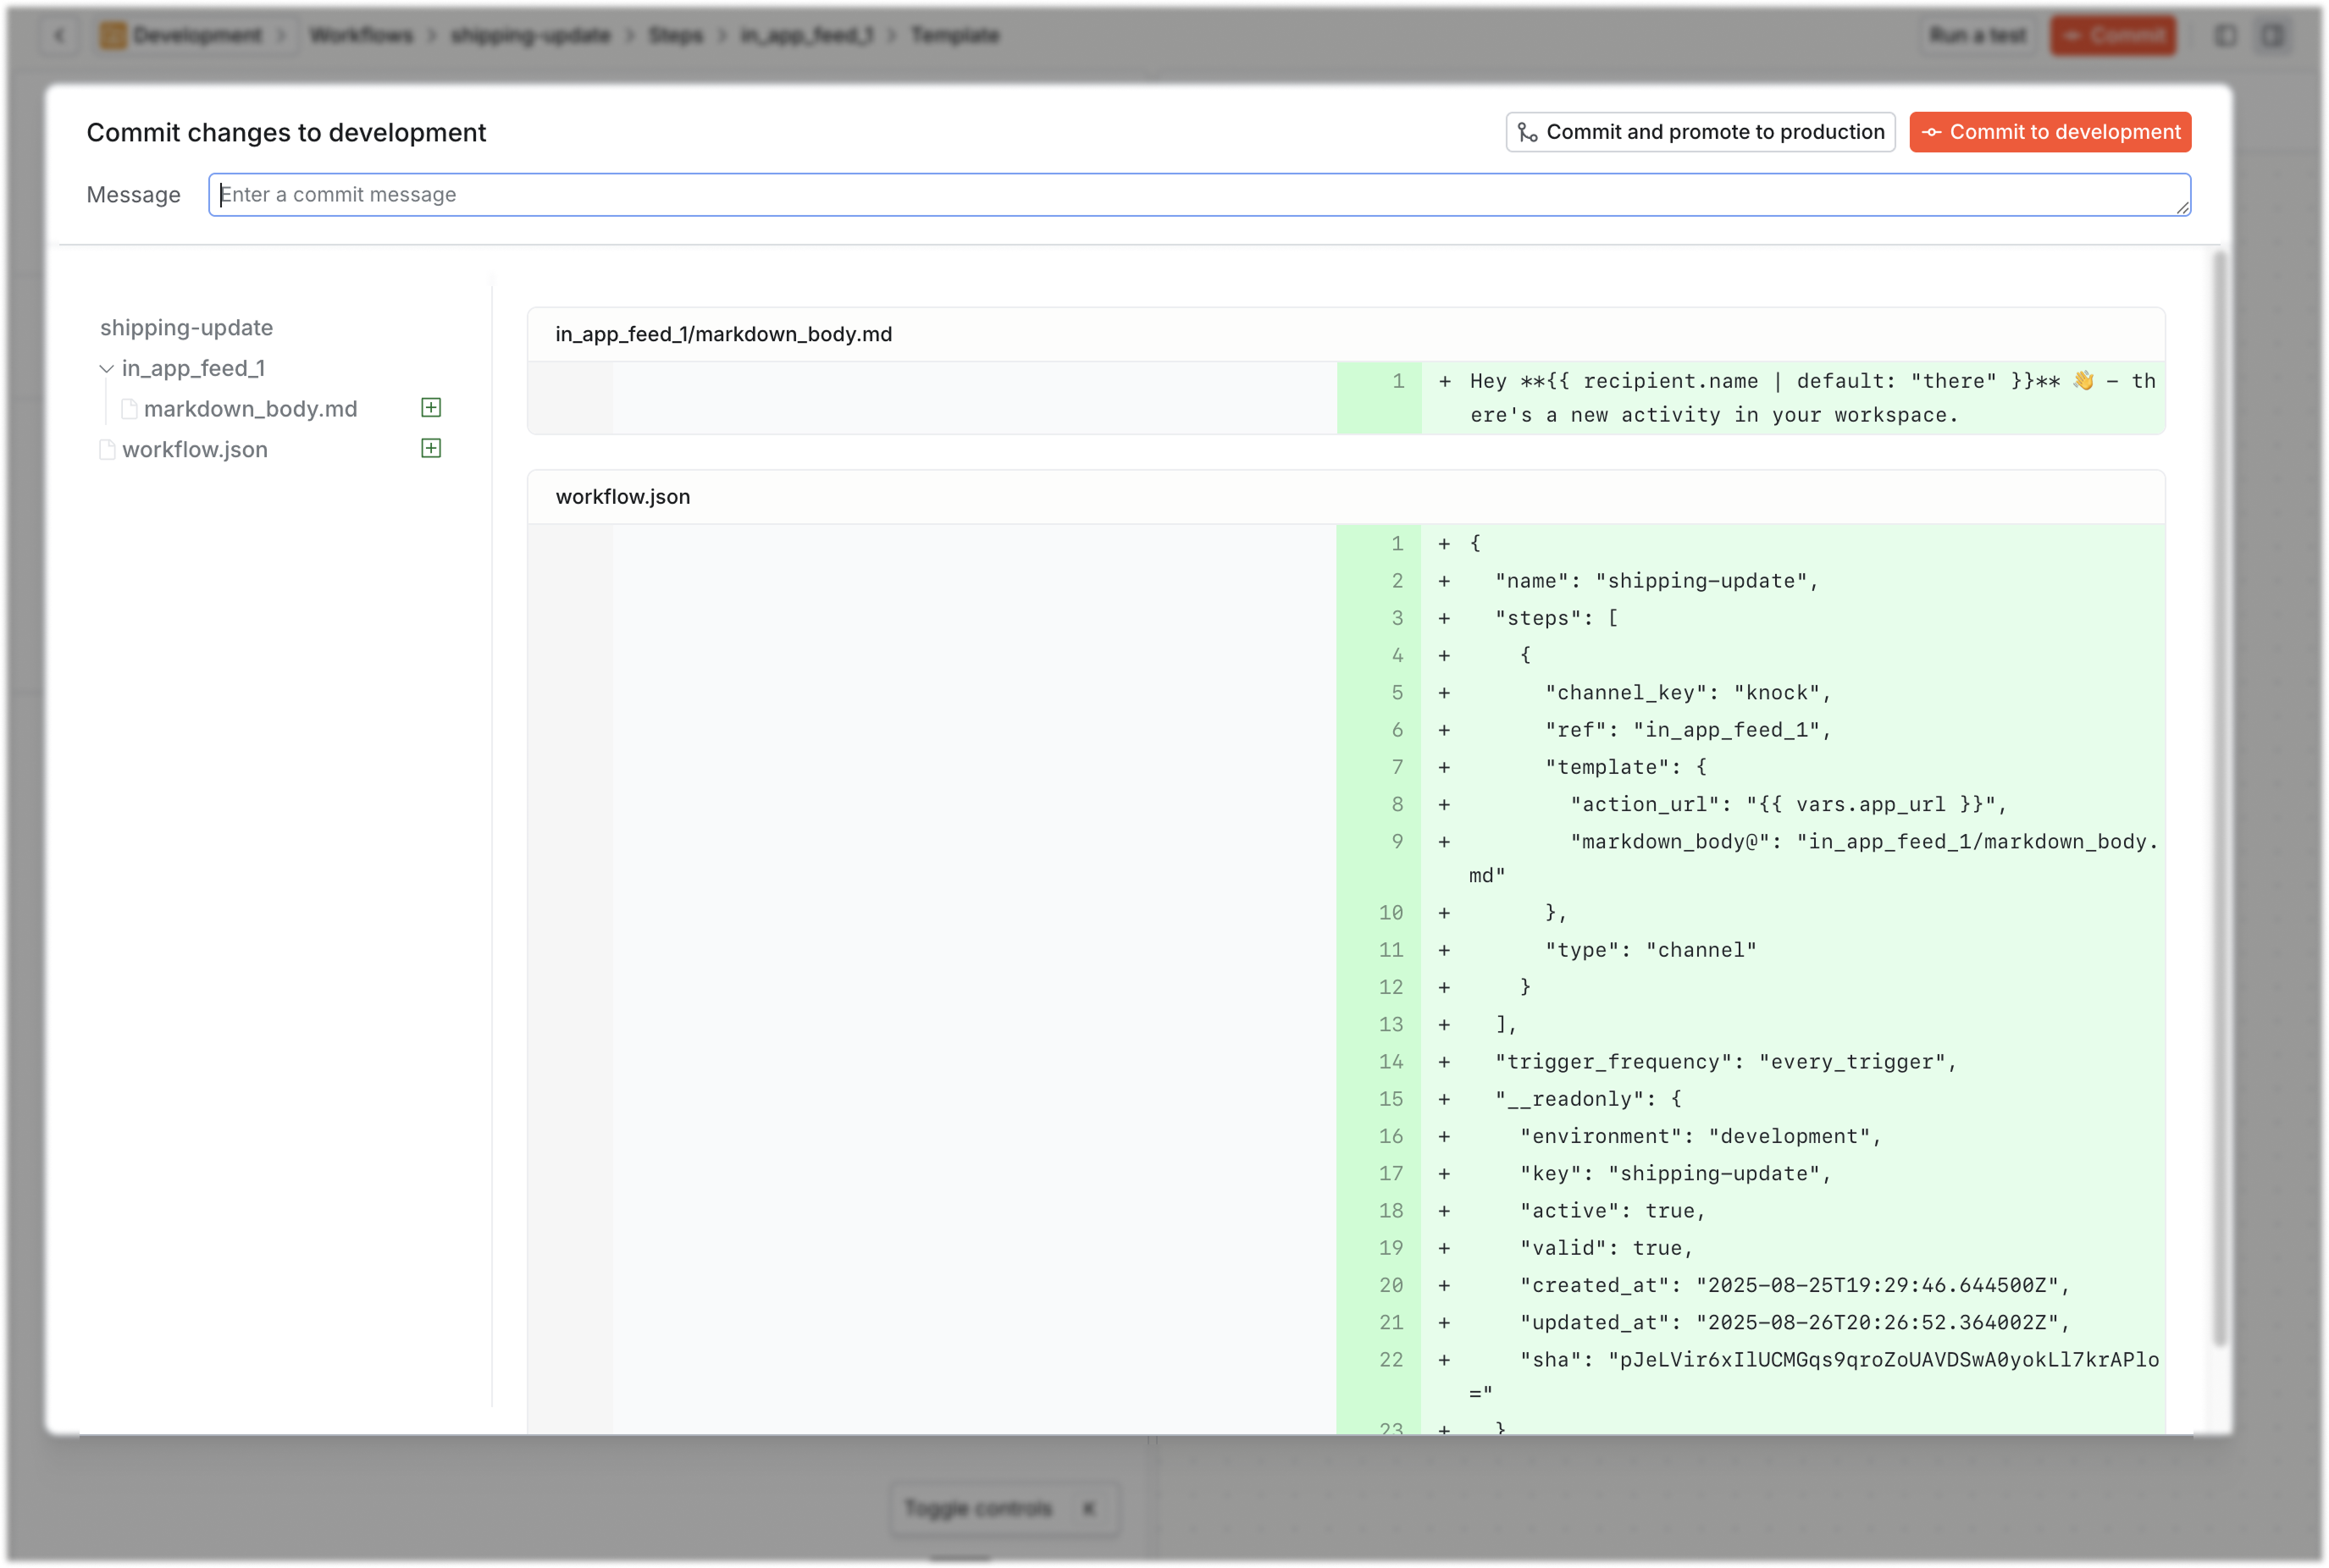 Development > Workflows > shipping-update > Steps > in_app_feed_1 > Template
Run a test
Commit
Commit changes to development
Commit and promote to production
Commit to development
Message
Enter a commit message
shipping-update
in_app_feed_1
markdown_body.md
workflow.json
in_app_feed_1/markdown_body.md
1 + Hey **{{ recipient.name | default: "there" }}** 👋 – th
ere's a new activity in your workspace.
workflow.json
1 + {
2 + "name": "shipping-update",
3 + "steps": [
4 + {
5 + "channel_key": "knock",
6 + "ref": "in_app_feed_1",
7 + "template": {
8 + "action_url": "{{ vars.app_url }}",
9 + "markdown_body@": "in_app_feed_1/markdown_body.
md"
10 + },
11 + "type": "channel"
12 + }
13 + ],
14 + "trigger_frequency": "every_trigger",
15 + "__readonly": {
16 + "environment": "development",
17 + "key": "shipping-update",
18 + "active": true,
19 + "valid": true,
20 + "created_at": "2025-08-25T19:29:46.644500Z",
21 + "updated_at": "2025-08-26T20:26:52.364002Z",
22 + "sha": "pJeLVir6xIlUCMGqs9qroZoUAVDSwA0yokLl7krAPlo
="
23 + }
Toggle controls K